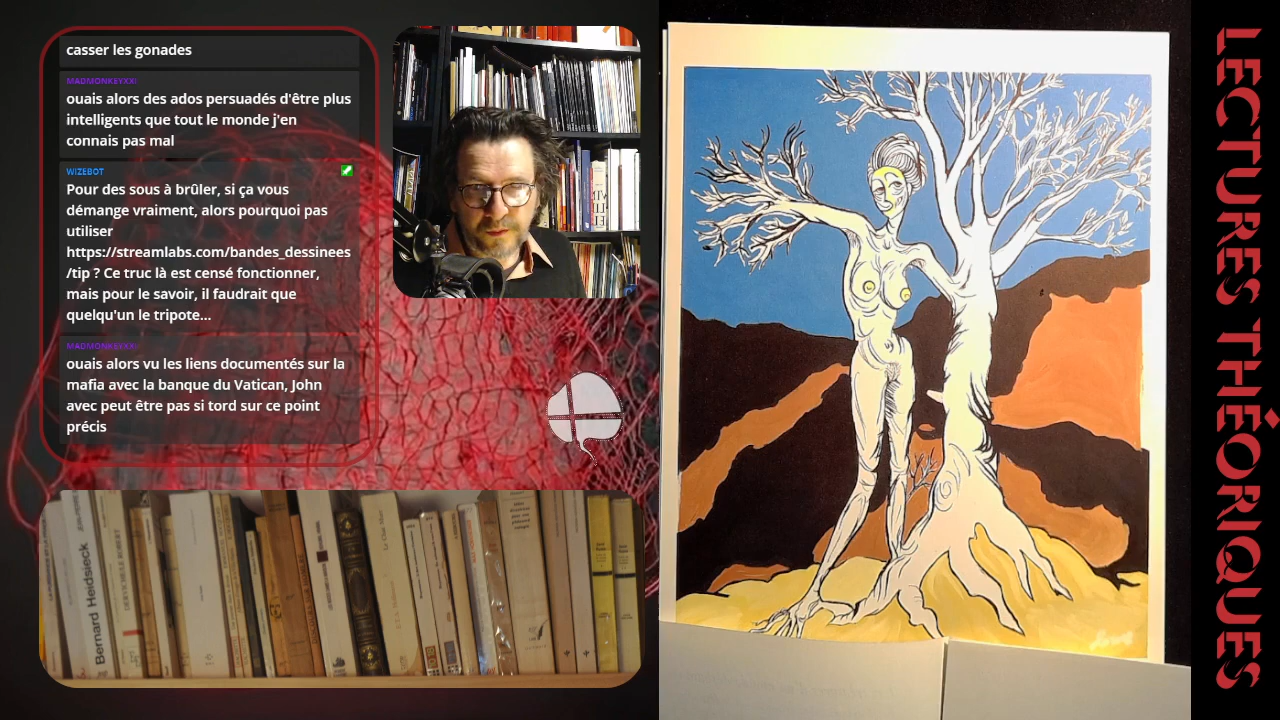 casser les gonades
MADMONKEYXXI
ouais alors des ados persuadés d'être plus
intelligents que tout le monde j'en
connais pas mal
WIZEBOT
Pour des sous à brûler, si ça vous
démange vraiment, alors pourquoi pas
utiliser
https://streamlabs.com/bandes_dessinees
/tip ? Ce truc là est censé fonctionner,
mais pour le savoir, il faudrait que
quelqu'un le tripote...
MADMONKEYXXI
ouais alors vu les liens documentés sur la
mafia avec la banque du Vatican, John
avec peut être pas si tord sur ce point
précis
Bernard Heidsieck
LECTURES THÉORIQUES